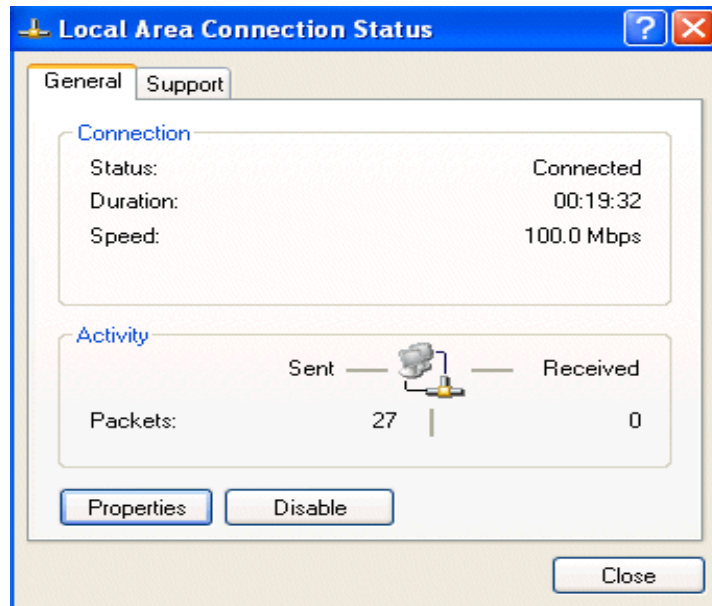 Local Area Connection Status
General Support
Connection
Status: Connected
Duration: 00:19:32
Speed: 100.0 Mbps
Activity
Sent Received
Packets: 27 0
Properties Disable
Close